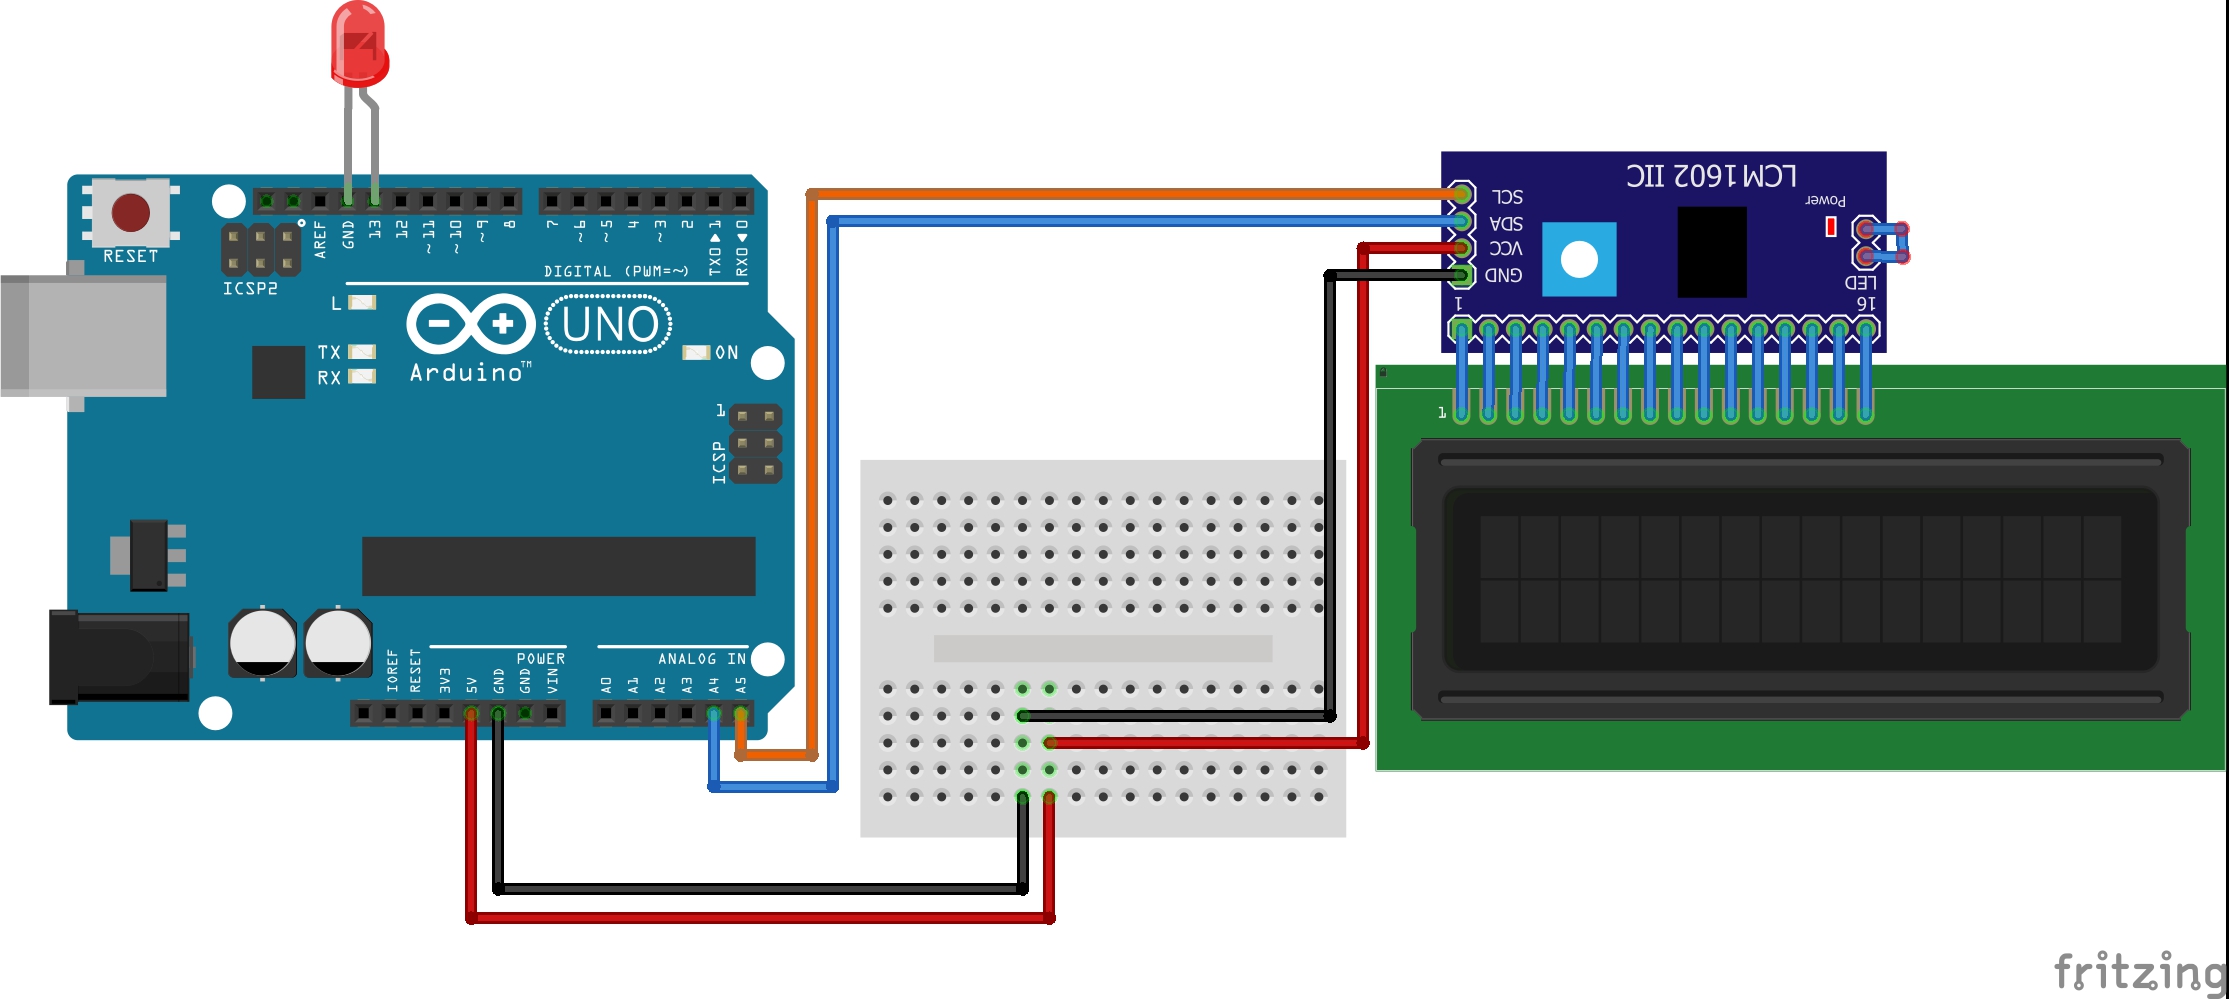 RESET
ICSP2
AREF
GND
13
12
~11
~10
~9
8
7
~6
~5
4
~3
2
TX0▶1
RX0◀0
DIGITAL (PWM=~)
L
TX
RX
UNO
Arduino™
ON
1
ICSP
IOREF
RESET
3V3
5V
GND
GND
VIN
POWER
ANALOG IN
A0
A1
A2
A3
A4
A5
LCM1602 IIC
SCL
SDA
VCC
GND
Power
LED
1
16
1
fritzing